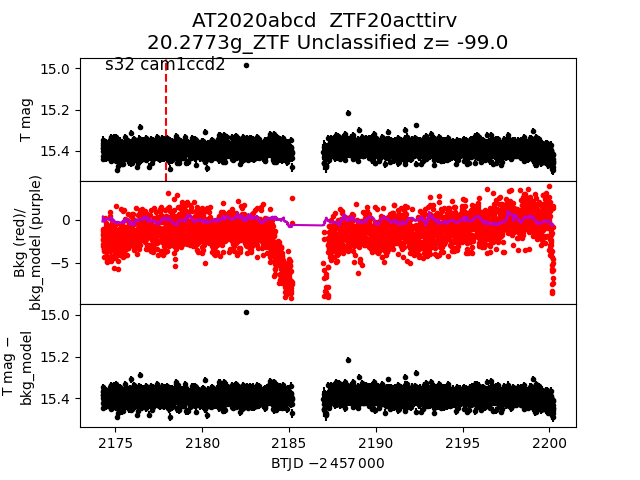 AT2020abcd  ZTF20acttirv
20.2773g_ZTF Unclassified z= -99.0
s32 cam1ccd2
15.0
15.2
15.4
T mag
0
−5
Bkg (red)/
bkg_model (purple)
15.0
15.2
15.4
T mag −
bkg_model
2175 2180 2185 2190 2195 2200
BTJD −2 457 000